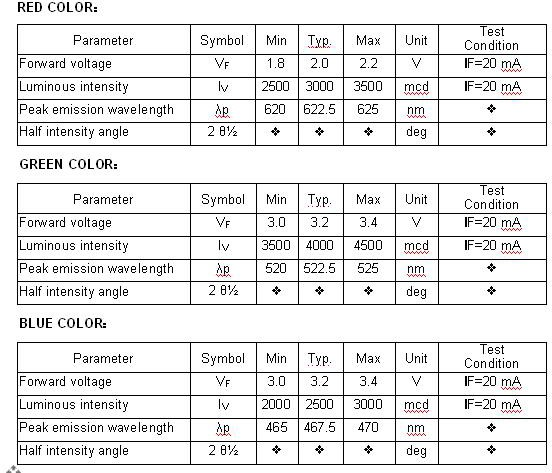 RED COLOR:
Parameter Symbol Min Typ. Max Unit Test Condition
Forward voltage VF 1.8 2.0 2.2 V IF=20 mA
Luminous intensity Iv 2500 3000 3500 mcd IF=20 mA
Peak emission wavelength λp 620 622.5 625 nm ❖
Half intensity angle 2 θ½ ❖ ❖ ❖ deg ❖
GREEN COLOR:
Parameter Symbol Min Typ. Max Unit Test Condition
Forward voltage VF 3.0 3.2 3.4 V IF=20 mA
Luminous intensity Iv 3500 4000 4500 mcd IF=20 mA
Peak emission wavelength λp 520 522.5 525 nm ❖
Half intensity angle 2 θ½ ❖ ❖ ❖ deg ❖
BLUE COLOR:
Parameter Symbol Min Typ. Max Unit Test Condition
Forward voltage VF 3.0 3.2 3.4 V IF=20 mA
Luminous intensity Iv 2000 2500 3000 mcd IF=20 mA
Peak emission wavelength λp 465 467.5 470 nm ❖
Half intensity angle 2 θ½ ❖ ❖ ❖ deg ❖